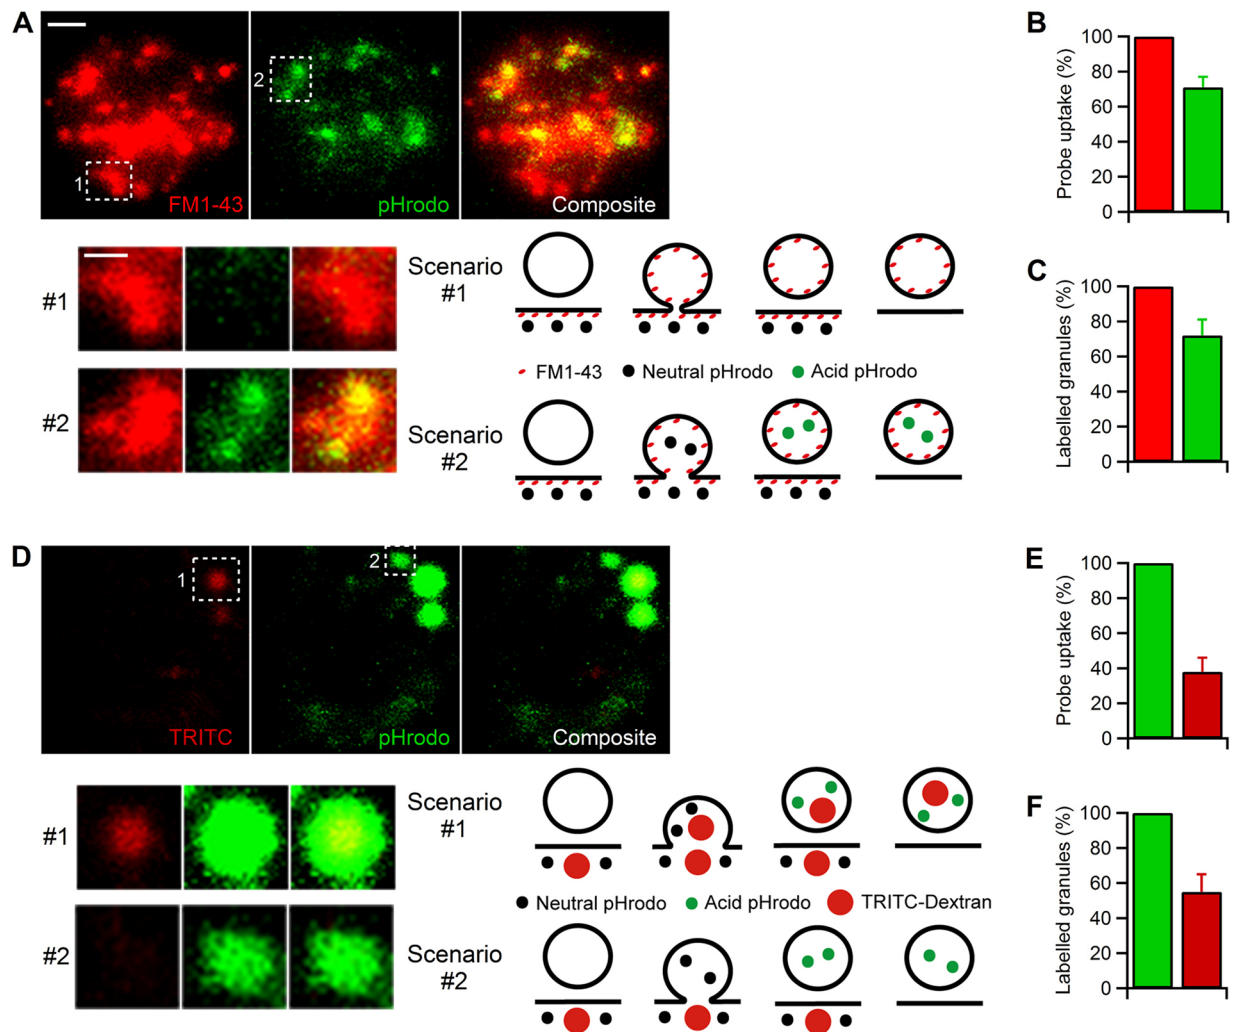 A
1
FM1-43
2
pHrodo
Composite
#1
#2
Scenario
#1
FM1-43
Neutral pHrodo
Acid pHrodo
Scenario
#2
B
Probe uptake (%)
100
80
60
40
20
0
C
Labelled granules (%)
100
80
60
40
20
0
D
1
TRITC
2
pHrodo
Composite
#1
#2
Scenario
#1
Neutral pHrodo
Acid pHrodo
TRITC-Dextran
Scenario
#2
E
Probe uptake (%)
100
80
60
40
20
0
F
Labelled granules (%)
100
80
60
40
20
0